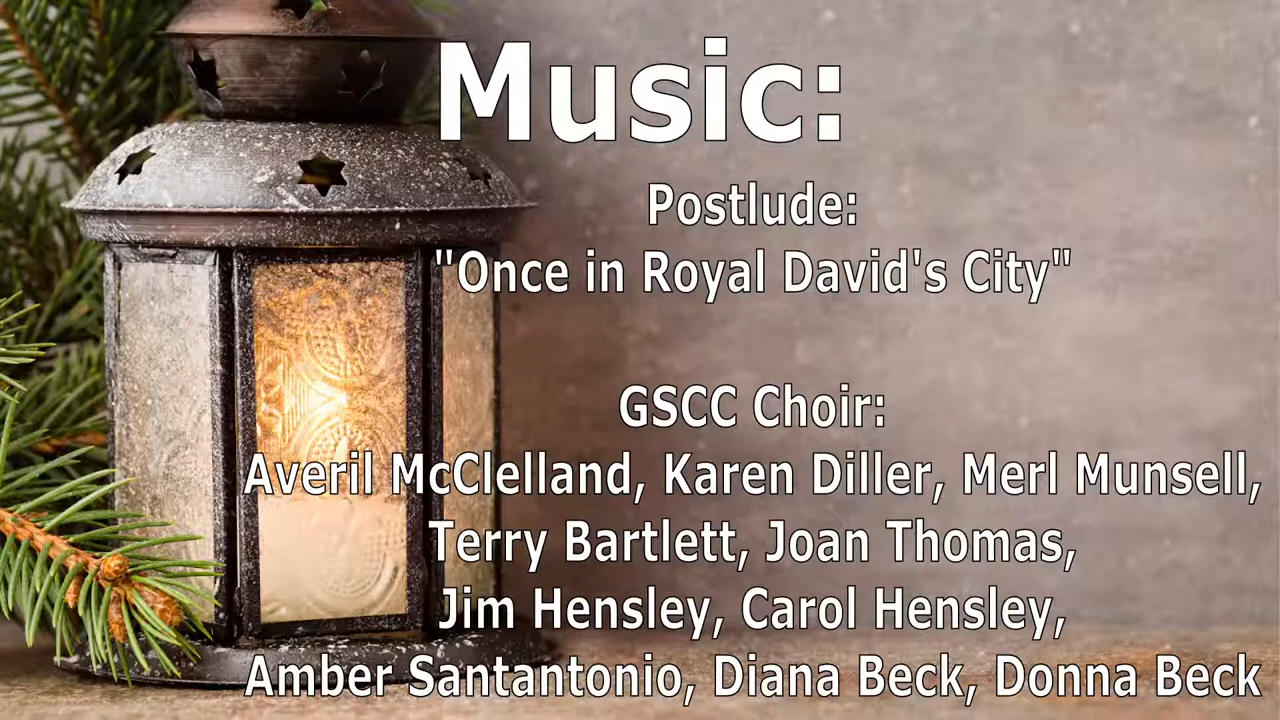 Music:
Postlude:
"Once in Royal David's City"
GSCC Choir:
Averil McClelland, Karen Diller, Merl Munsell,
Terry Bartlett, Joan Thomas,
Jim Hensley, Carol Hensley,
Amber Santantonio, Diana Beck, Donna Beck